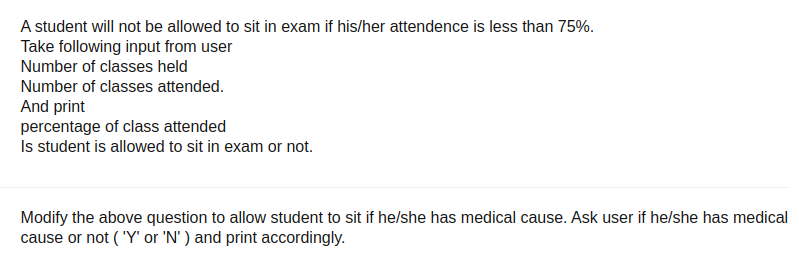 A student will not be allowed to sit in exam if his/her attendence is less than 75%.
Take following input from user
Number of classes held
Number of classes attended.
And print
percentage of class attended
Is student is allowed to sit in exam or not.
Modify the above question to allow student to sit if he/she has medical cause. Ask user if he/she has medical
cause or not ( 'Y' or 'N' ) and print accordingly.